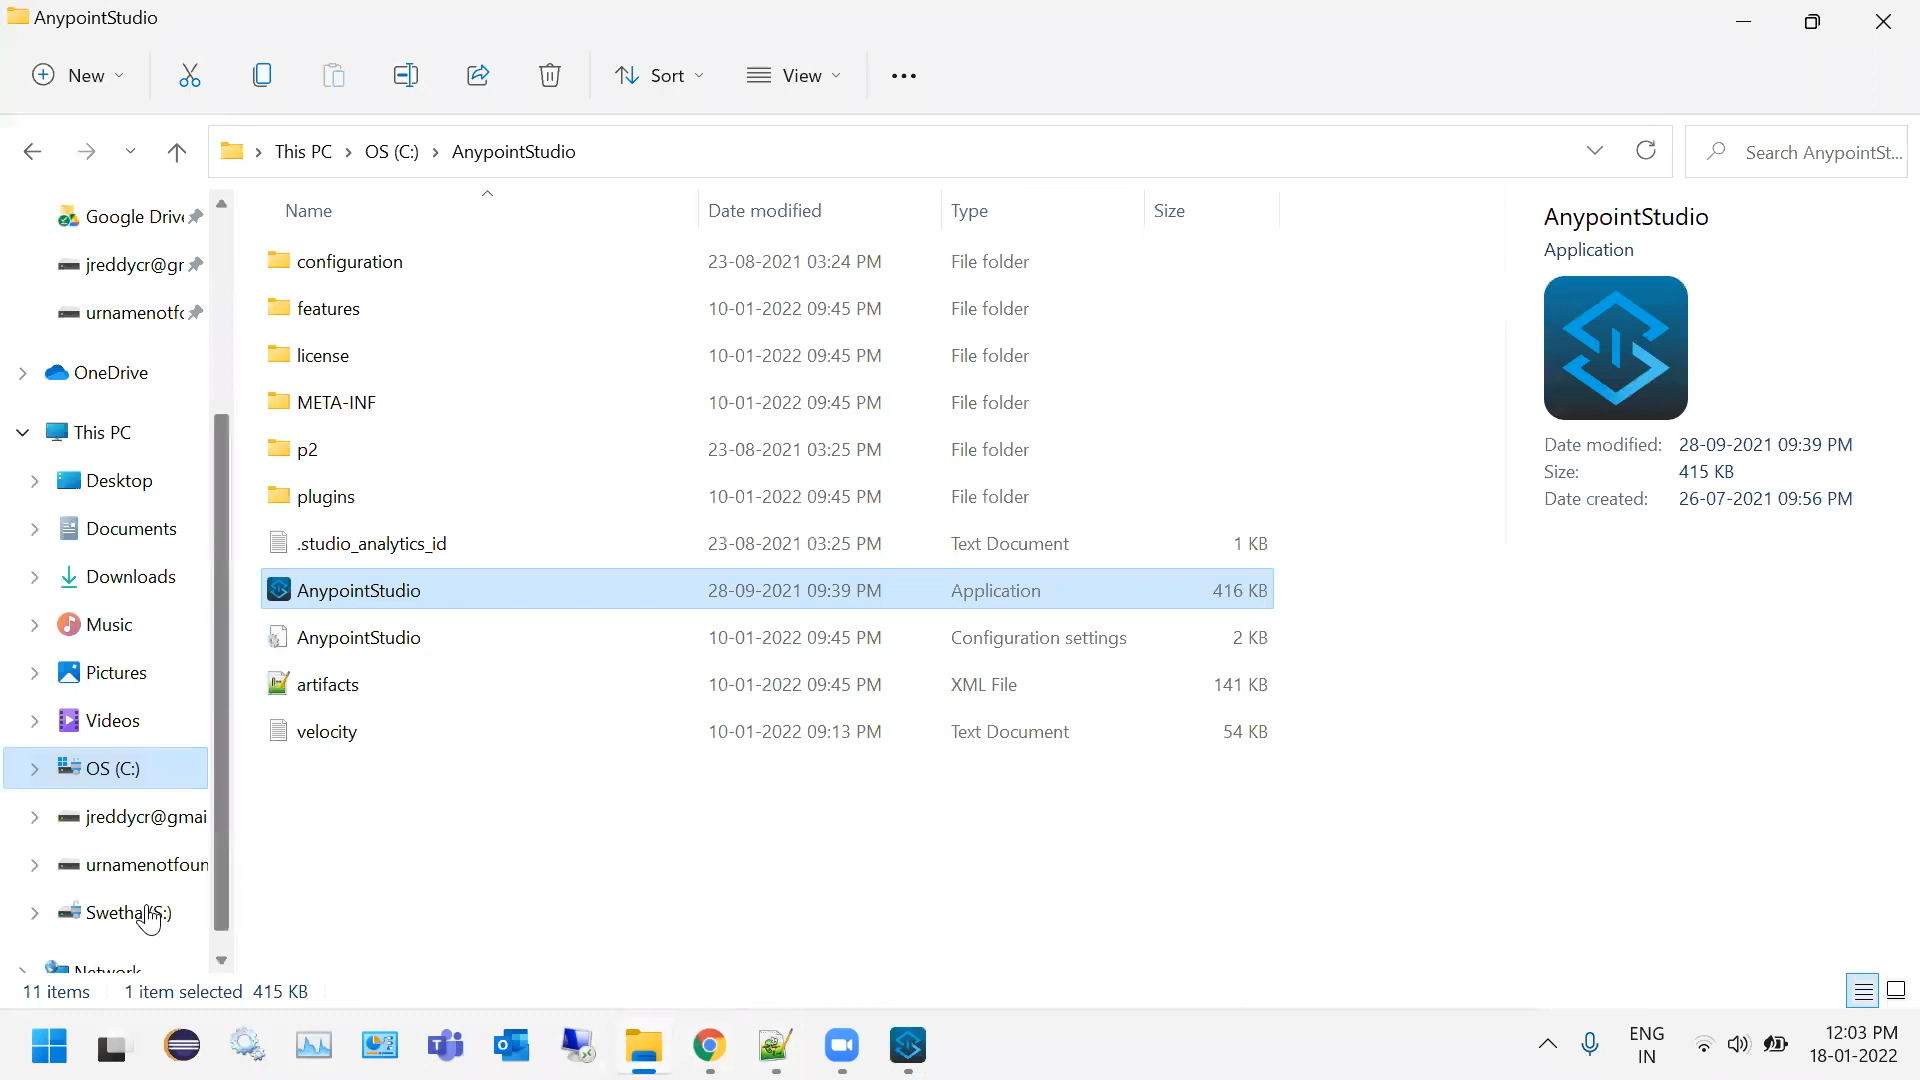 AnypointStudio
New
Sort
View
This PC
OS (C:)
AnypointStudio
Search AnypointSt...
Google Driv
jreddycr@gr
urnamenotfo
OneDrive
This PC
Desktop
Documents
Downloads
Music
Pictures
Videos
OS (C:)
jreddycr@gmai
urnamenotfoun
Swetha (S:)
Network
Name Date modified Type Size
configuration 23-08-2021 03:24 PM File folder
features 10-01-2022 09:45 PM File folder
license 10-01-2022 09:45 PM File folder
META-INF 10-01-2022 09:45 PM File folder
p2 23-08-2021 03:25 PM File folder
plugins 10-01-2022 09:45 PM File folder
.studio_analytics_id 23-08-2021 03:25 PM Text Document 1 KB
AnypointStudio 28-09-2021 09:39 PM Application 416 KB
AnypointStudio 10-01-2022 09:45 PM Configuration settings 2 KB
artifacts 10-01-2022 09:45 PM XML File 141 KB
velocity 10-01-2022 09:13 PM Text Document 54 KB
AnypointStudio
Application
Date modified: 28-09-2021 09:39 PM
Size: 415 KB
Date created: 26-07-2021 09:56 PM
11 items 1 item selected 415 KB
ENG
IN
12:03 PM
18-01-2022